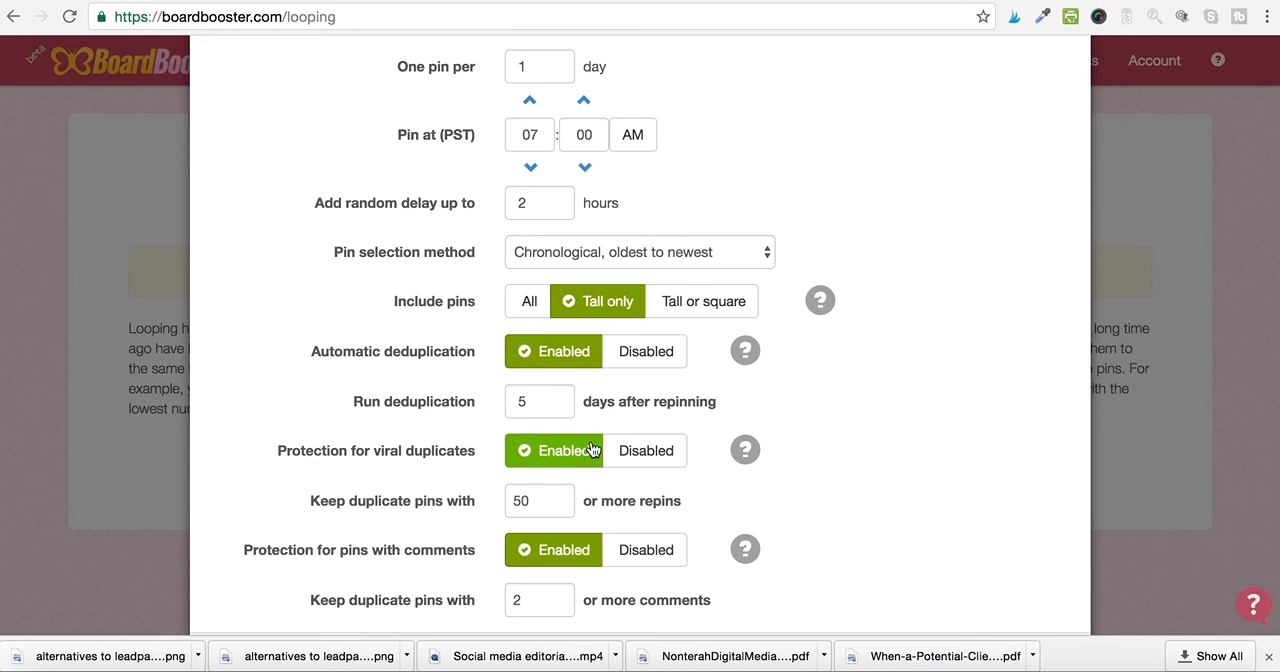 https://boardbooster.com/looping
beta
BoardBoo
s
Account
?
One pin per 1 day
Pin at (PST) 07 : 00 AM
Add random delay up to 2 hours
Pin selection method Chronological, oldest to newest
Include pins All Tall only Tall or square ?
Automatic deduplication Enabled Disabled ?
Run deduplication 5 days after repinning
Protection for viral duplicates Enabled Disabled ?
Keep duplicate pins with 50 or more repins
Protection for pins with comments Enabled Disabled ?
Keep duplicate pins with 2 or more comments
Looping h
ago have l
the same
example, y
lowest nu
long time
hem to
pins. For
ith the
?
alternatives to leadpa....png
alternatives to leadpa....png
Social media editoria....mp4
NonterahDigitalMedia....pdf
When-a-Potential-Clie....pdf
Show All